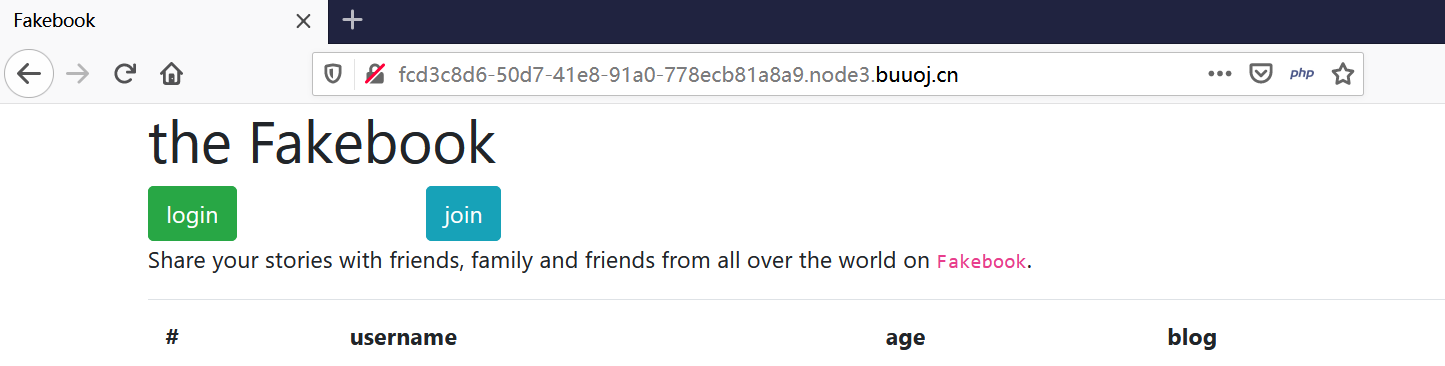 Fakebook
fcd3c8d6-50d7-41e8-91a0-778ecb81a8a9.node3.buuoj.cn
php
the Fakebook
login join
Share your stories with friends, family and friends from all over the world on Fakebook.
# username age blog